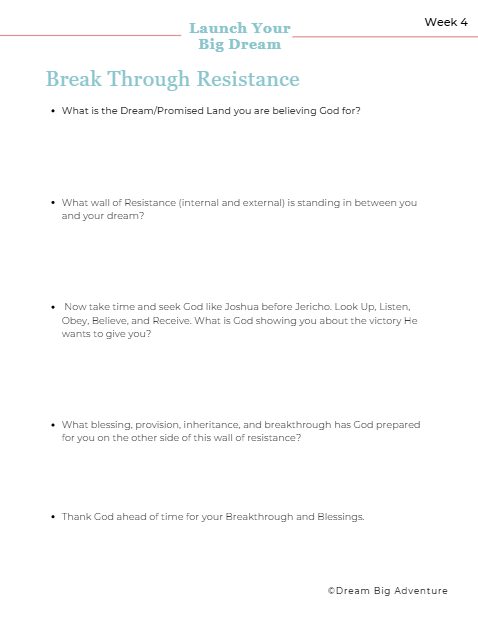 Week 4
Launch Your
Big Dream
Break Through Resistance
• What is the Dream/Promised Land you are believing God for?
• What wall of Resistance (internal and external) is standing in between you
and your dream?
• Now take time and seek God like Joshua before Jericho. Look Up, Listen,
Obey, Believe, and Receive. What is God showing you about the victory He
wants to give you?
• What blessing, provision, inheritance, and breakthrough has God prepared
for you on the other side of this wall of resistance?
• Thank God ahead of time for your Breakthrough and Blessings.
©Dream Big Adventure